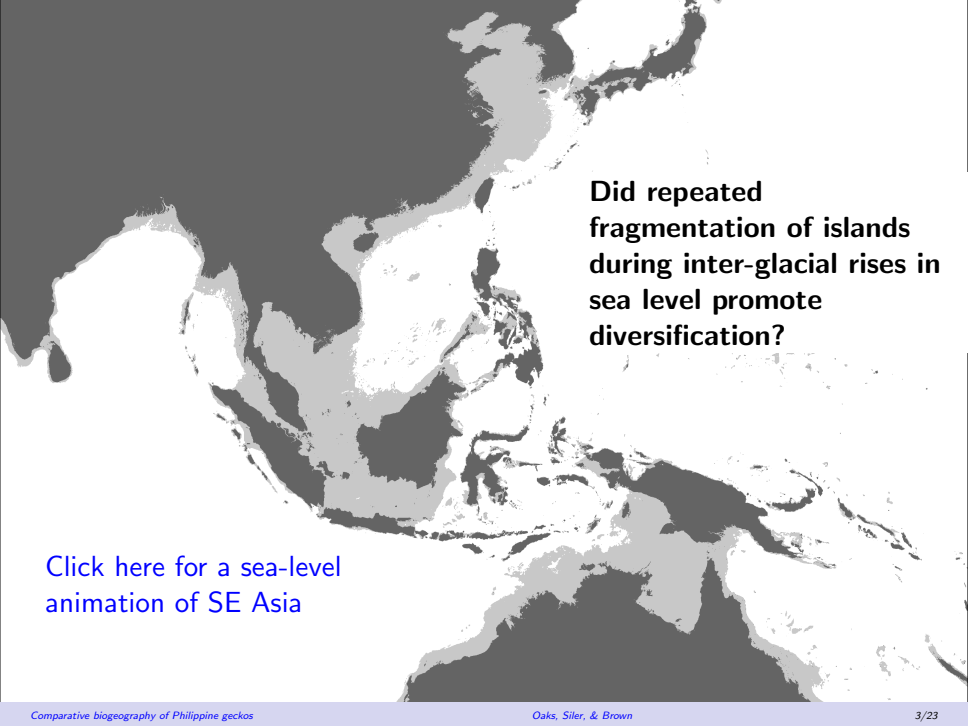 Did repeated
fragmentation of islands
during inter-glacial rises in
sea level promote
diversification?
Click here for a sea-level
animation of SE Asia
Comparative biogeography of Philippine geckos
Oaks, Siler, & Brown
3/23